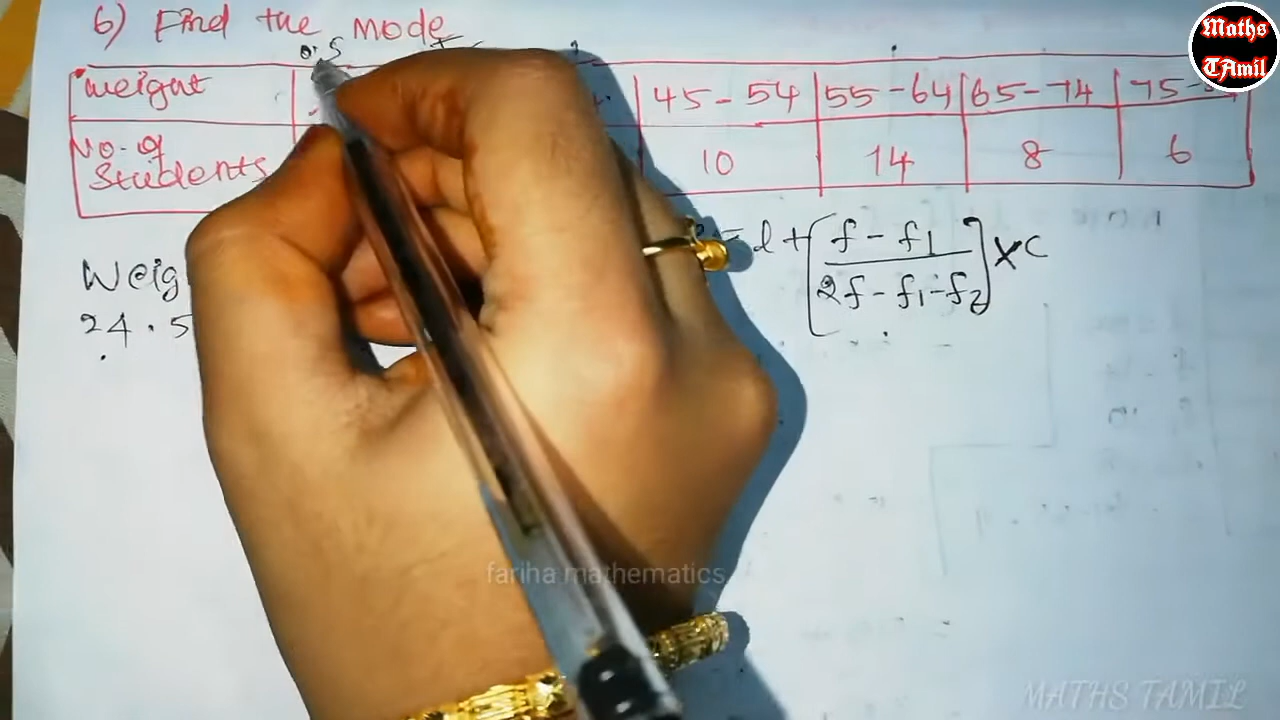 Maths
TAmil
6) Find the mode
0.5
Weight 45-54 55-64 65-74
No. of Students 10 14 8 6
= l + [f - f1 / 2f - f1 - f2] × c
24.5
fariha mathematics
MATHS TAMIL